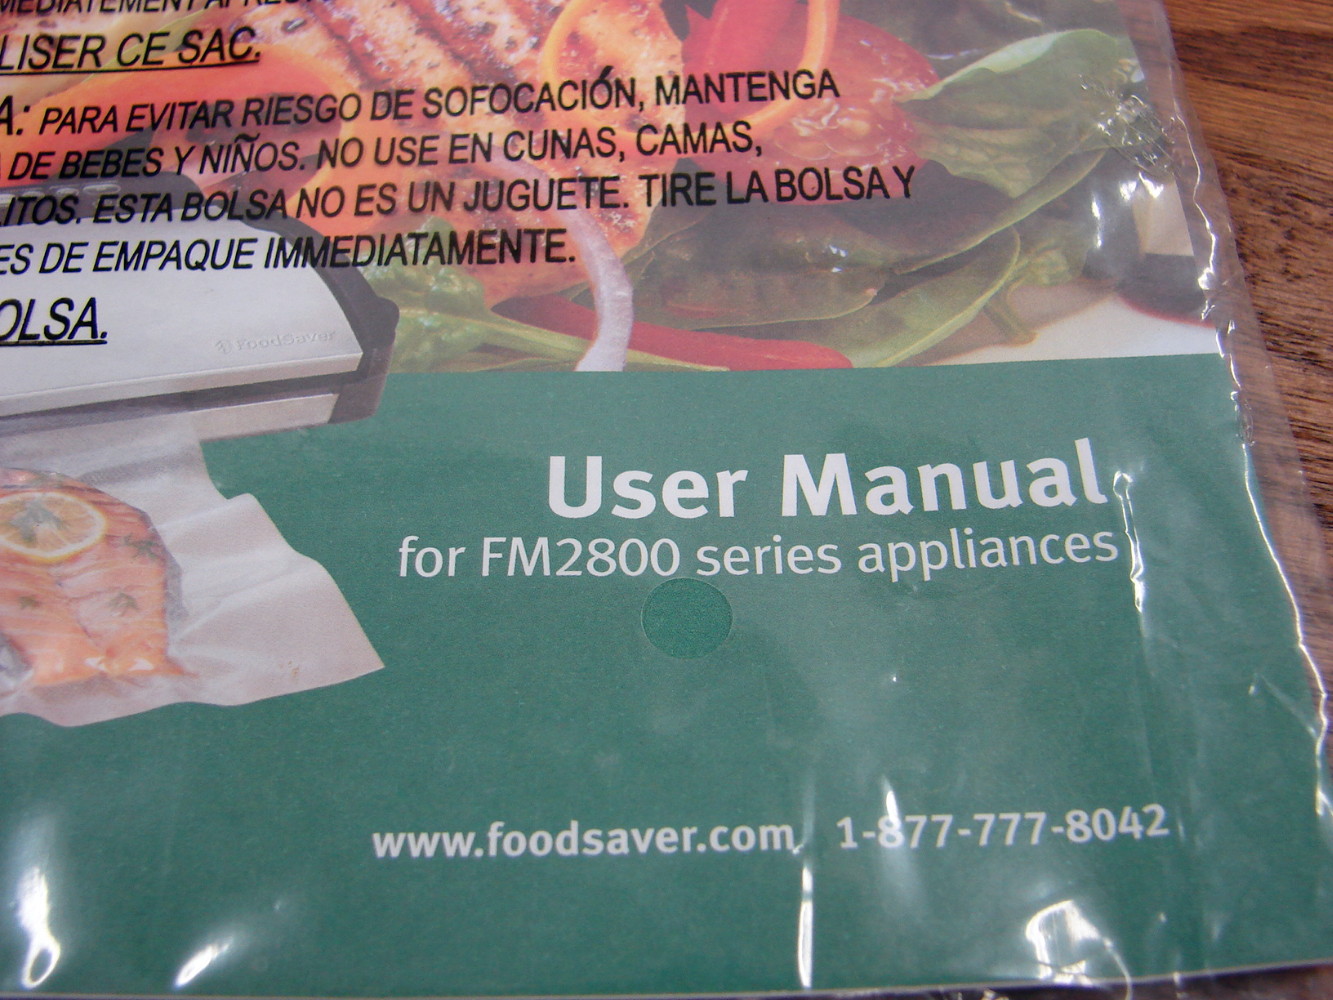 LISER CE SAC.
A: PARA EVITAR RIESGO DE SOFOCACIÓN, MANTENGA
DE BEBES Y NIÑOS. NO USE EN CUNAS, CAMAS,
LITOS. ESTA BOLSA NO ES UN JUGUETE. TIRE LA BOLSA Y
ES DE EMPAQUE IMMEDIATAMENTE.
OLSA.
FoodSaver
User Manual
for FM2800 series appliances
www.foodsaver.com, 1-877-777-8042